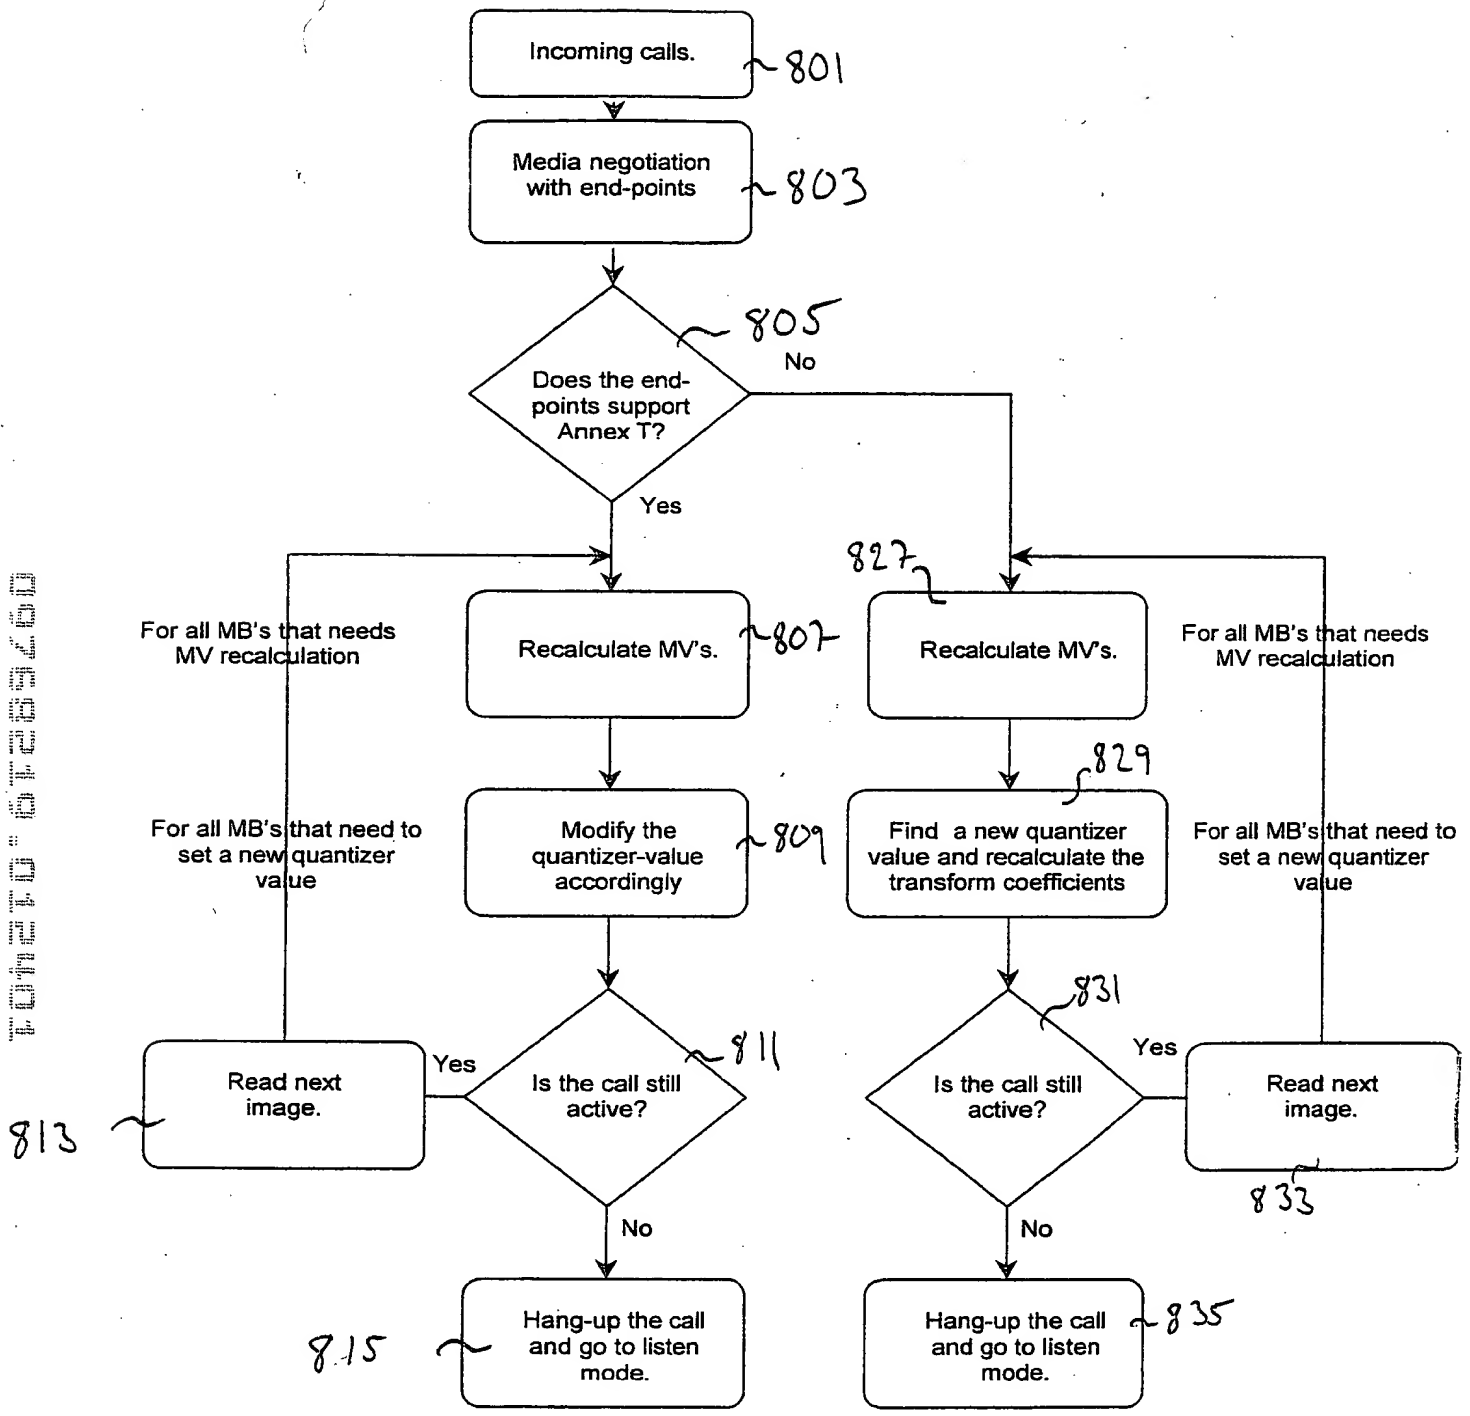 Incoming calls.
801
Media negotiation
with end-points
803
805
No
Does the end-
points support
Annex T?
Yes
827
For all MB's that needs
MV recalculation
Recalculate MV's.
807
Recalculate MV's.
For all MB's that needs
MV recalculation
829
For all MB's that need to
set a new quantizer
value
Modify the
quantizer-value
accordingly
809
Find a new quantizer
value and recalculate the
transform coefficients
For all MB's that need to
set a new quantizer
value
831
811
Yes
Yes
Read next
image.
Is the call still
active?
Is the call still
active?
Read next
image.
813
833
No
No
Hang-up the call
and go to listen
mode.
815
Hang-up the call
and go to listen
mode.
835
09768219.012401